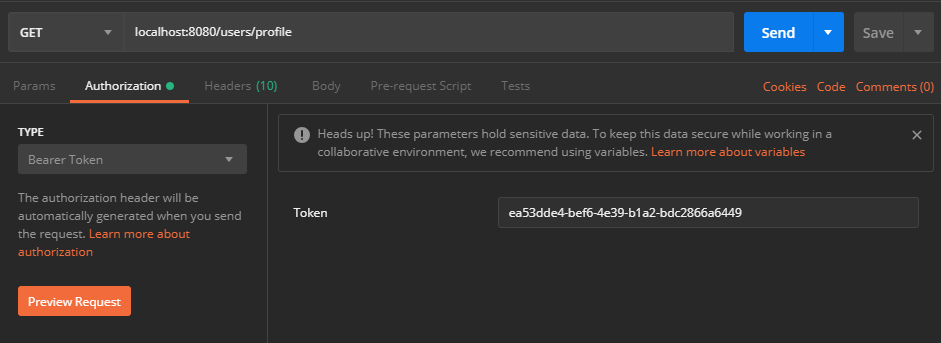 GET localhost:8080/users/profile Send Save
Params Authorization Headers (10) Body Pre-request Script Tests Cookies Code Comments (0)
TYPE
Bearer Token
The authorization header will be
automatically generated when you send
the request. Learn more about
authorization
Preview Request
Heads up! These parameters hold sensitive data. To keep this data secure while working in a
collaborative environment, we recommend using variables. Learn more about variables
Token ea53dde4-bef6-4e39-b1a2-bdc2866a6449